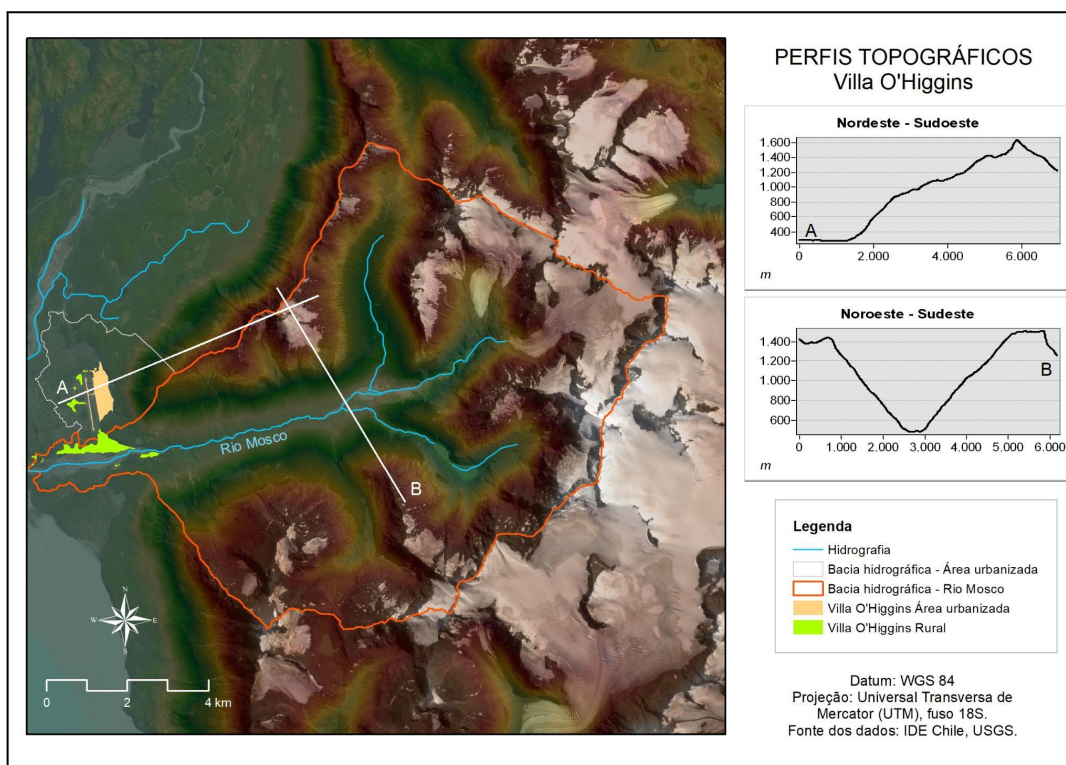 PERFIS TOPOGRÁFICOS
Villa O'Higgins
Nordeste - Sudoeste
1.600
1.400
1.200
1.000
800
600
400
A
m
0
2.000
4.000
6.000
Noroeste - Sudeste
1.400
1.200
1.000
800
600
B
m
0
1.000
2.000
3.000
4.000
5.000
6.000
A
Rio Mosco
B
N
W
E
S
0
2
4 km
Legenda
Hidrografia
Bacia hidrográfica - Área urbanizada
Bacia hidrográfica - Rio Mosco
Villa O'Higgins Área urbanizada
Villa O'Higgins Rural
Datum: WGS 84
Projeção: Universal Transversa de
Mercator (UTM), fuso 18S.
Fonte dos dados: IDE Chile, USGS.